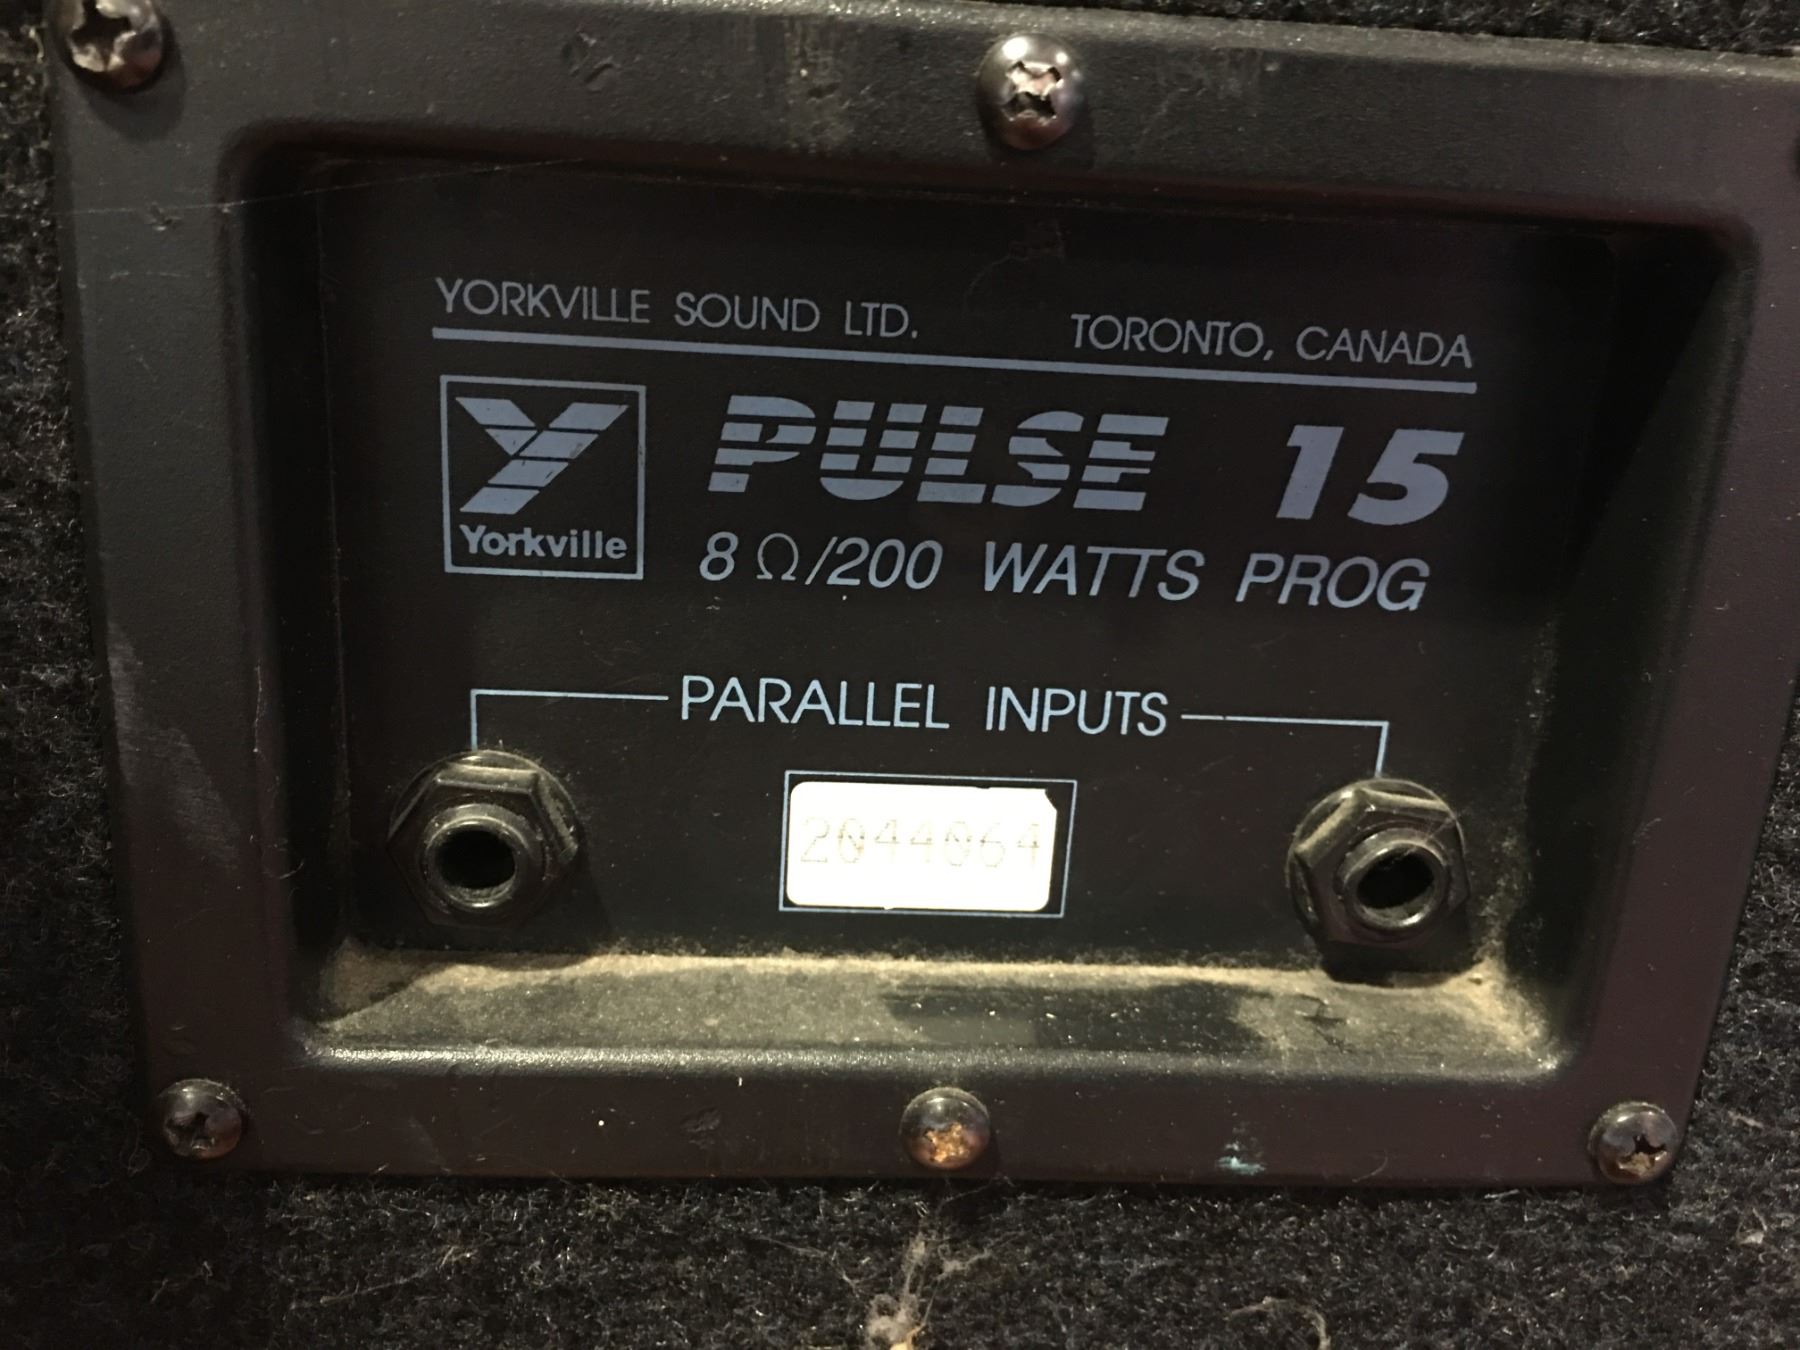 YORKVILLE SOUND LTD. TORONTO, CANADA
PULSE 15
Yorkville
8 Ω/200 WATTS PROG
PARALLEL INPUTS
2044064